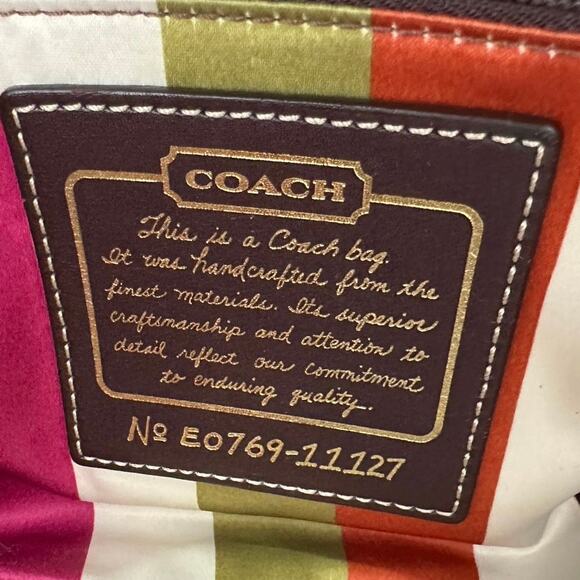 COACH
This is a Coach bag.
It was handcrafted from the
finest materials. Its superior
craftsmanship and attention to
detail reflect our commitment
to enduring quality.
Nº E0769-11127